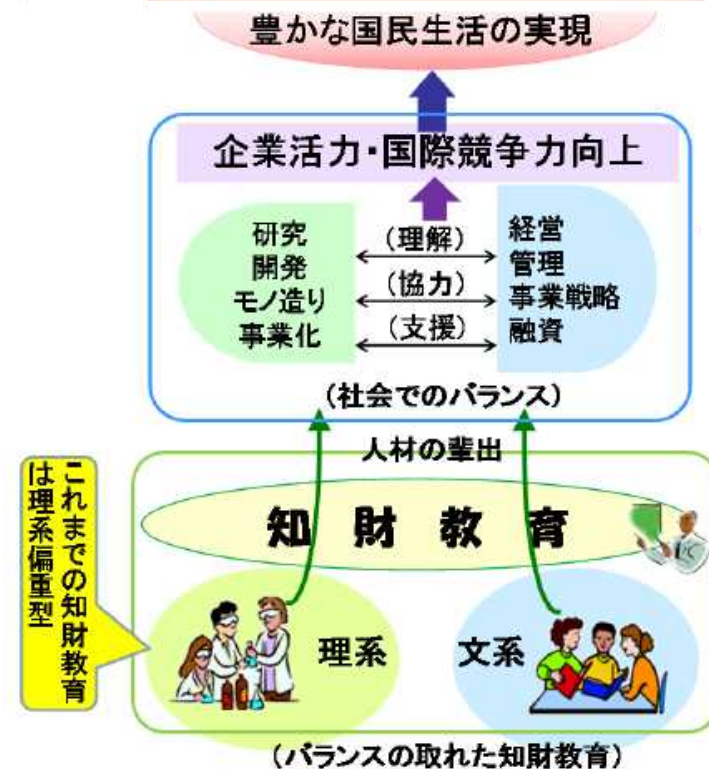 豊かな国民生活の実現
企業活力・国際競争力向上
研究
開発
モノ造り
事業化
(理解)
(協力)
(支援)
経営
管理
事業戦略
融資
(社会でのバランス)
人材の輩出
知財教育
これまでの知財教育
は理系偏重型
理系
文系
(バランスの取れた知財教育)